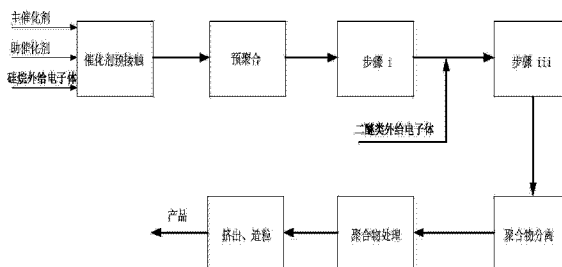 主催化剂
助催化剂
硅烷外给电子体
催化剂预接触
预聚合
步骤 i
步骤 iii
二醚类外给电子体
产品
挤出、造粒
聚合物处理
聚合物分离